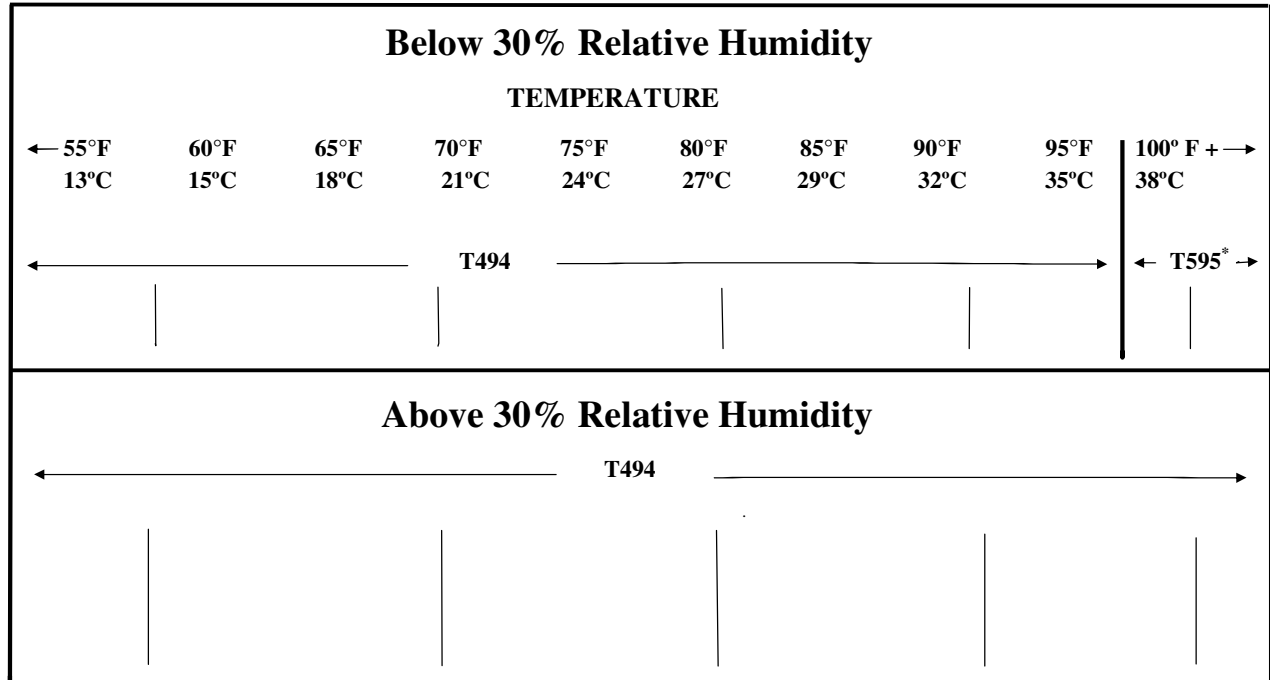 Below 30% Relative Humidity
TEMPERATURE
55°F 60°F 65°F 70°F 75°F 80°F 85°F 90°F 95°F 100º F +
13ºC 15ºC 18ºC 21ºC 24ºC 27ºC 29ºC 32ºC 35ºC 38ºC
T494 T595*
Above 30% Relative Humidity
T494